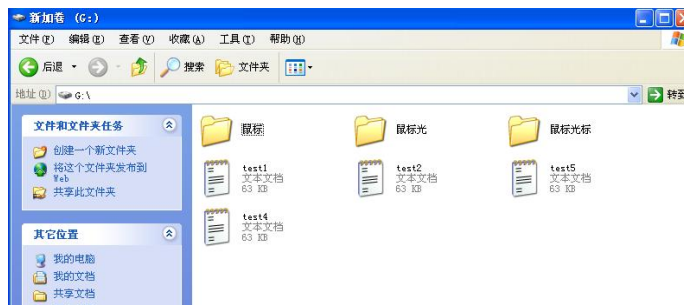 新加卷 (G:)
文件(F) 编辑(E) 查看(V) 收藏(A) 工具(T) 帮助(H)
后退 搜索 文件夹
地址(D) G:\ 转到
文件和文件夹任务
创建一个新文件夹
将这个文件夹发布到
Web
共享此文件夹
其它位置
我的电脑
我的文档
共享文档
鼠标 鼠标光 鼠标光标
test1 test2 test5
文本文档 文本文档 文本文档
63 KB 63 KB 63 KB
test4
文本文档
63 KB